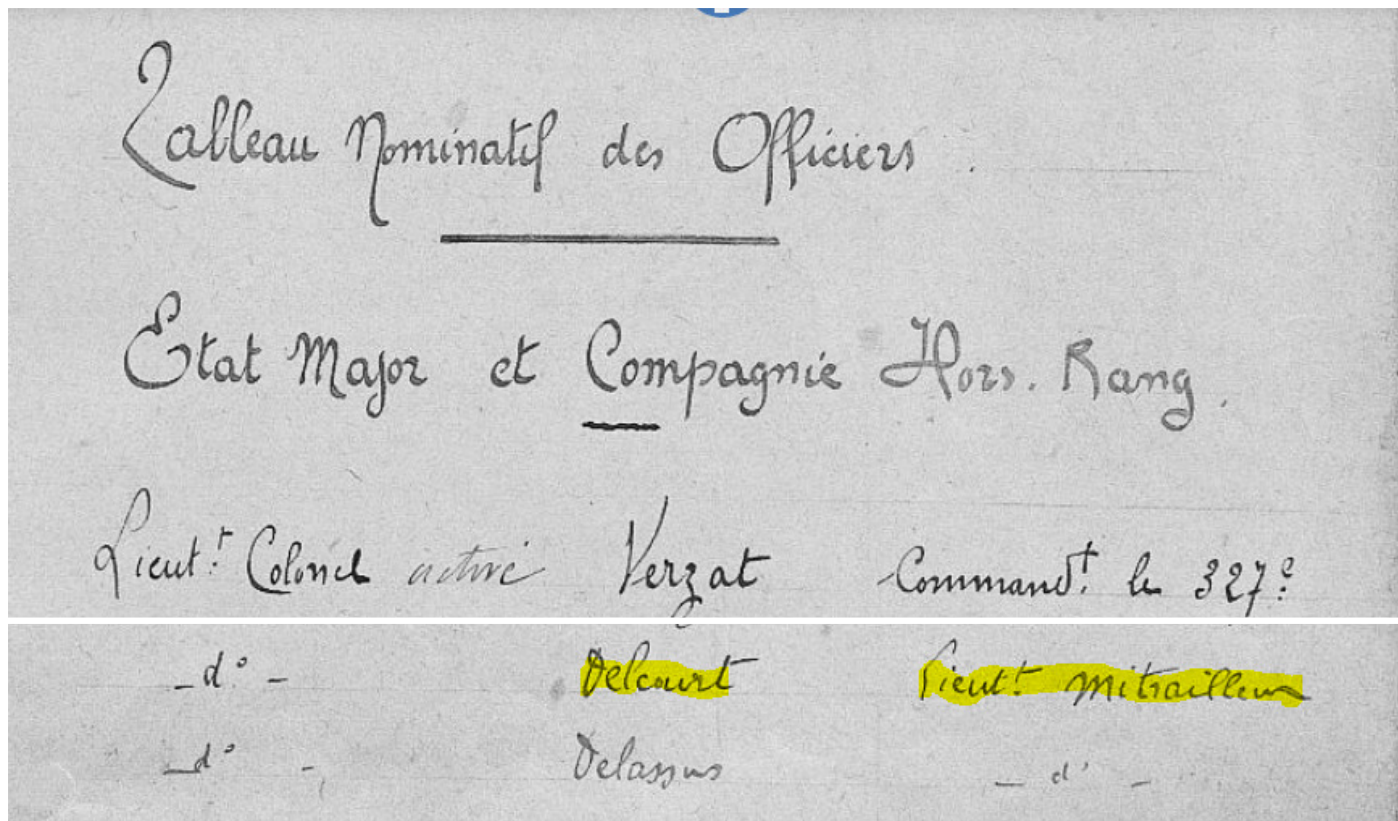 Tableau Nominatif des Officiers.
Etat Major et Compagnie Hors. Rang.
Lieut.t Colonel activé Verzat Command.t le 327e:
_ d° - Delcourt Lieut.t Mitrailleur
_ d° - Delassus _ d° -